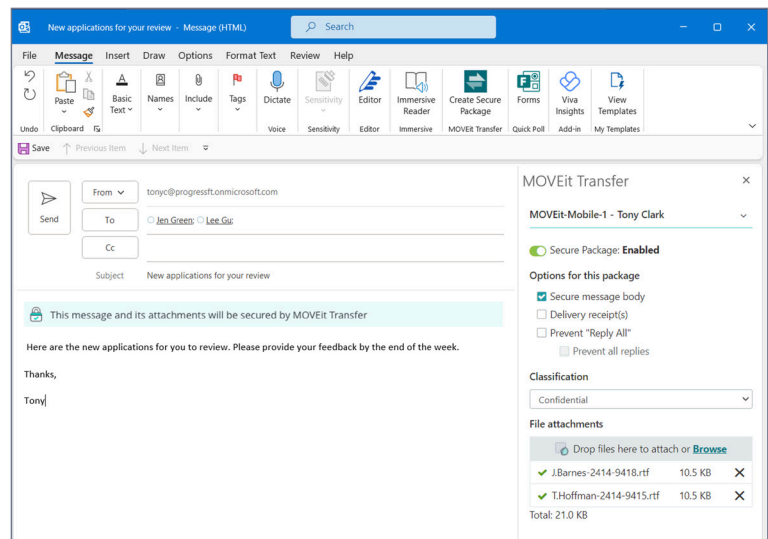 New applications for your review - Message (HTML)
Search
File Message Insert Draw Options Format Text Review Help
Paste
Basic Text
Names
Include
Tags
Dictate
Sensitivity
Editor
Immersive Reader
Create Secure Package
Forms
Viva Insights
View Templates
Undo Clipboard Voice Sensitivity Editor Immersive MOVEit Transfer Quick Poll Add-in My Templates
Save Previous Item Next Item
Send
From tonyc@progressft.onmicrosoft.com
To Jen Green; Lee Gu;
Cc
Subject New applications for your review
This message and its attachments will be secured by MOVEit Transfer
Here are the new applications for you to review. Please provide your feedback by the end of the week.
Thanks,
Tony
MOVEit Transfer
MOVEit-Mobile-1 - Tony Clark
Secure Package: Enabled
Options for this package
Secure message body
Delivery receipt(s)
Prevent "Reply All"
Prevent all replies
Classification
Confidential
File attachments
Drop files here to attach or Browse
J.Barnes-2414-9418.rtf 10.5 KB
T.Hoffman-2414-9415.rtf 10.5 KB
Total: 21.0 KB